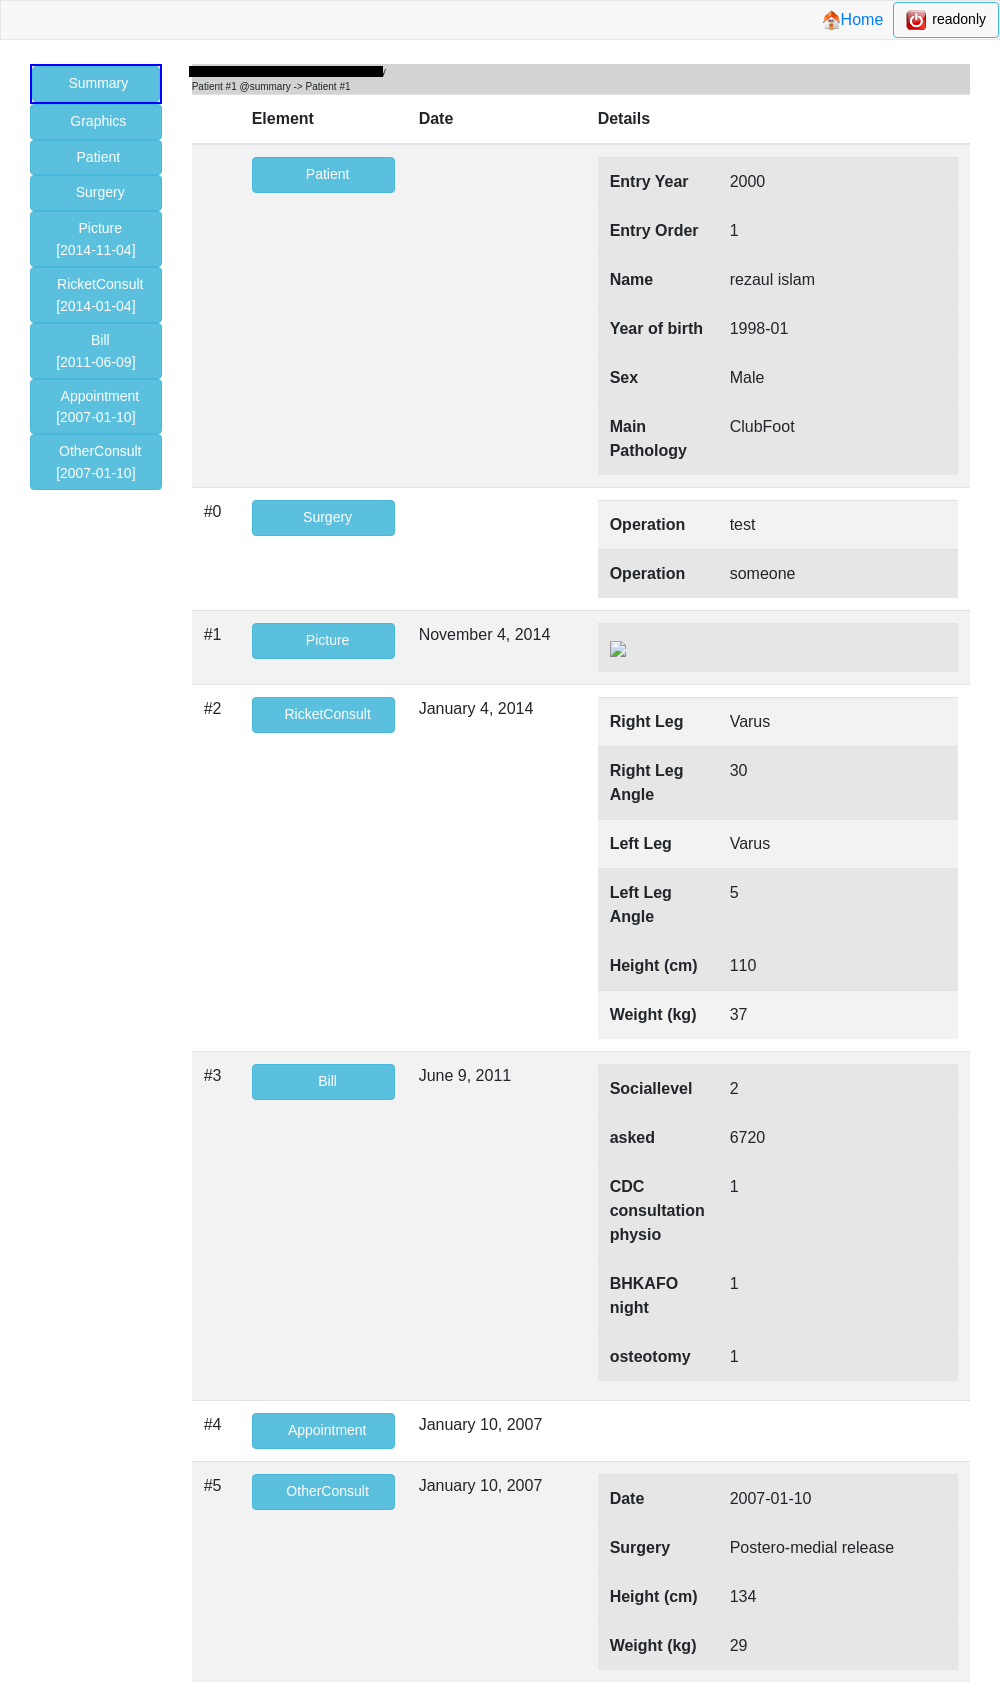 Home
readonly
Summary
Graphics
Patient
Surgery
Picture
[2014-11-04]
RicketConsult
[2014-01-04]
Bill
[2011-06-09]
Appointment
[2007-01-10]
OtherConsult
[2007-01-10]
Patient #1 @summary -> Patient #1
Element Date Details
Patient
Entry Year 2000
Entry Order 1
Name rezaul islam
Year of birth 1998-01
Sex Male
Main ClubFoot
Pathology
#0 Surgery
Operation test
Operation someone
#1 Picture November 4, 2014
#2 RicketConsult January 4, 2014
Right Leg Varus
Right Leg 30
Angle
Left Leg Varus
Left Leg 5
Angle
Height (cm) 110
Weight (kg) 37
#3 Bill June 9, 2011
Sociallevel 2
asked 6720
CDC 1
consultation
physio
BHKAFO 1
night
osteotomy 1
#4 Appointment January 10, 2007
#5 OtherConsult January 10, 2007
Date 2007-01-10
Surgery Postero-medial release
Height (cm) 134
Weight (kg) 29